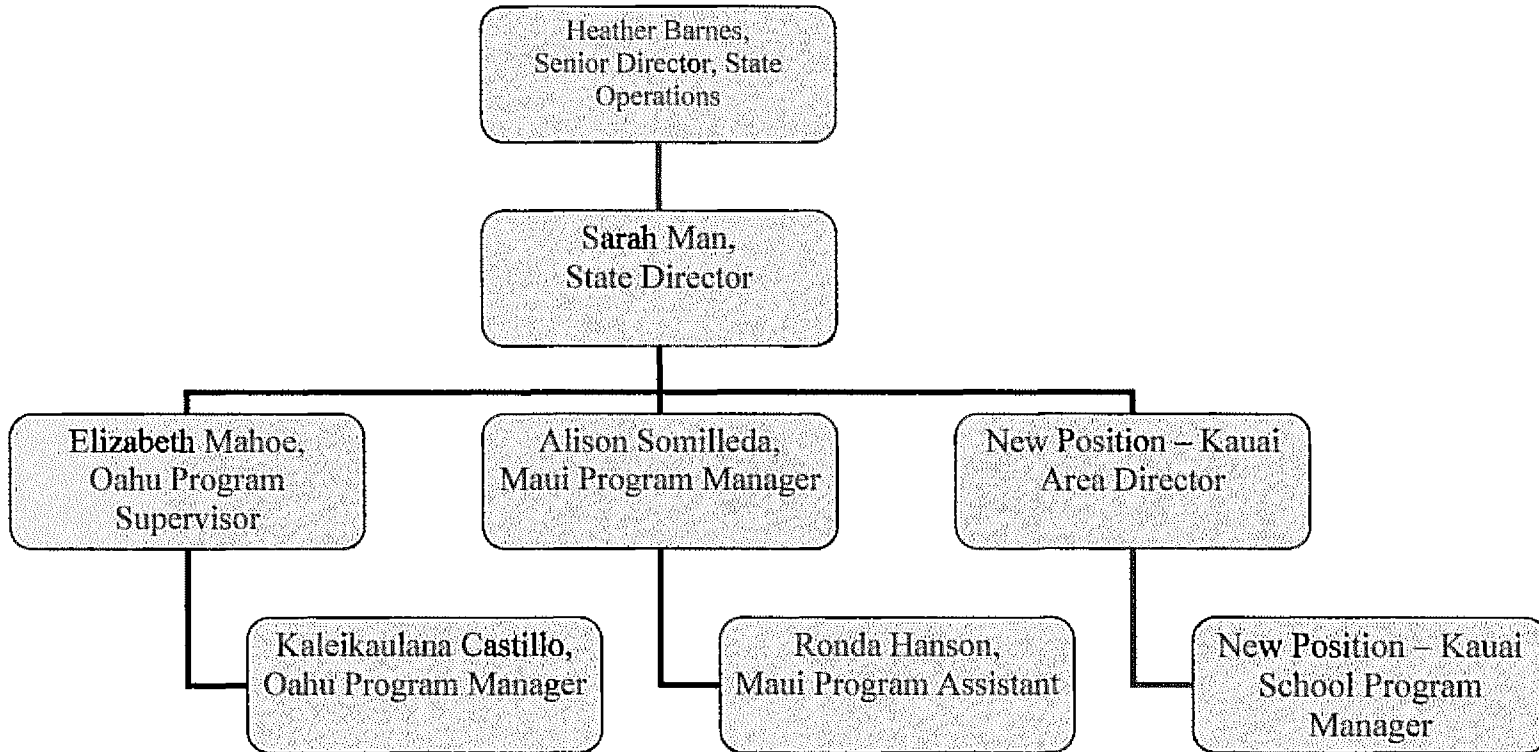 Heather Barnes,
Senior Director, State
Operations
Sarah Man,
State Director
Elizabeth Mahoe,
Oahu Program
Supervisor
Alison Somilleda,
Maui Program Manager
New Position – Kauai
Area Director
Kaleikaulana Castillo,
Oahu Program Manager
Ronda Hanson,
Maui Program Assistant
New Position – Kauai
School Program
Manager